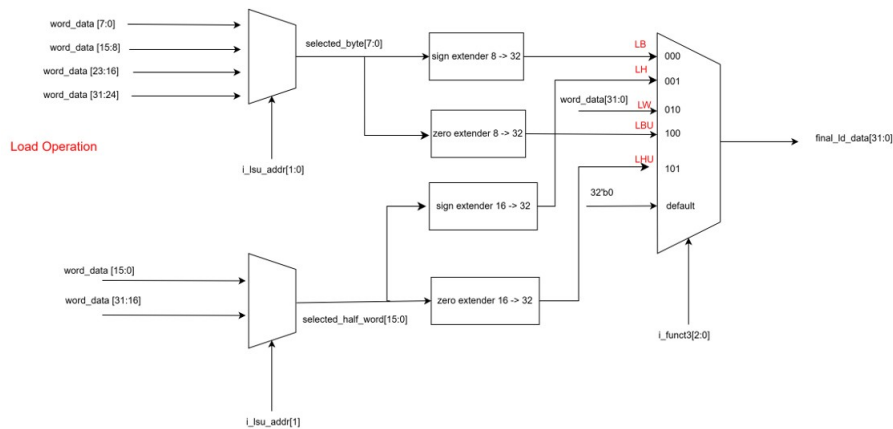 word_data [7:0]
word_data [15:8]
word_data [23:16]
word_data [31:24]
selected_byte[7:0]
sign extender 8 -> 32
LB
000
LH
001
word_data[31:0]
LW
010
zero extender 8 -> 32
LBU
100
final_ld_data[31:0]
Load Operation
i_lsu_addr[1:0]
LHU
101
32'b0
sign extender 16 -> 32
default
word_data [15:0]
word_data [31:16]
zero extender 16 -> 32
selected_half_word[15:0]
i_funct3[2:0]
i_lsu_addr[1]